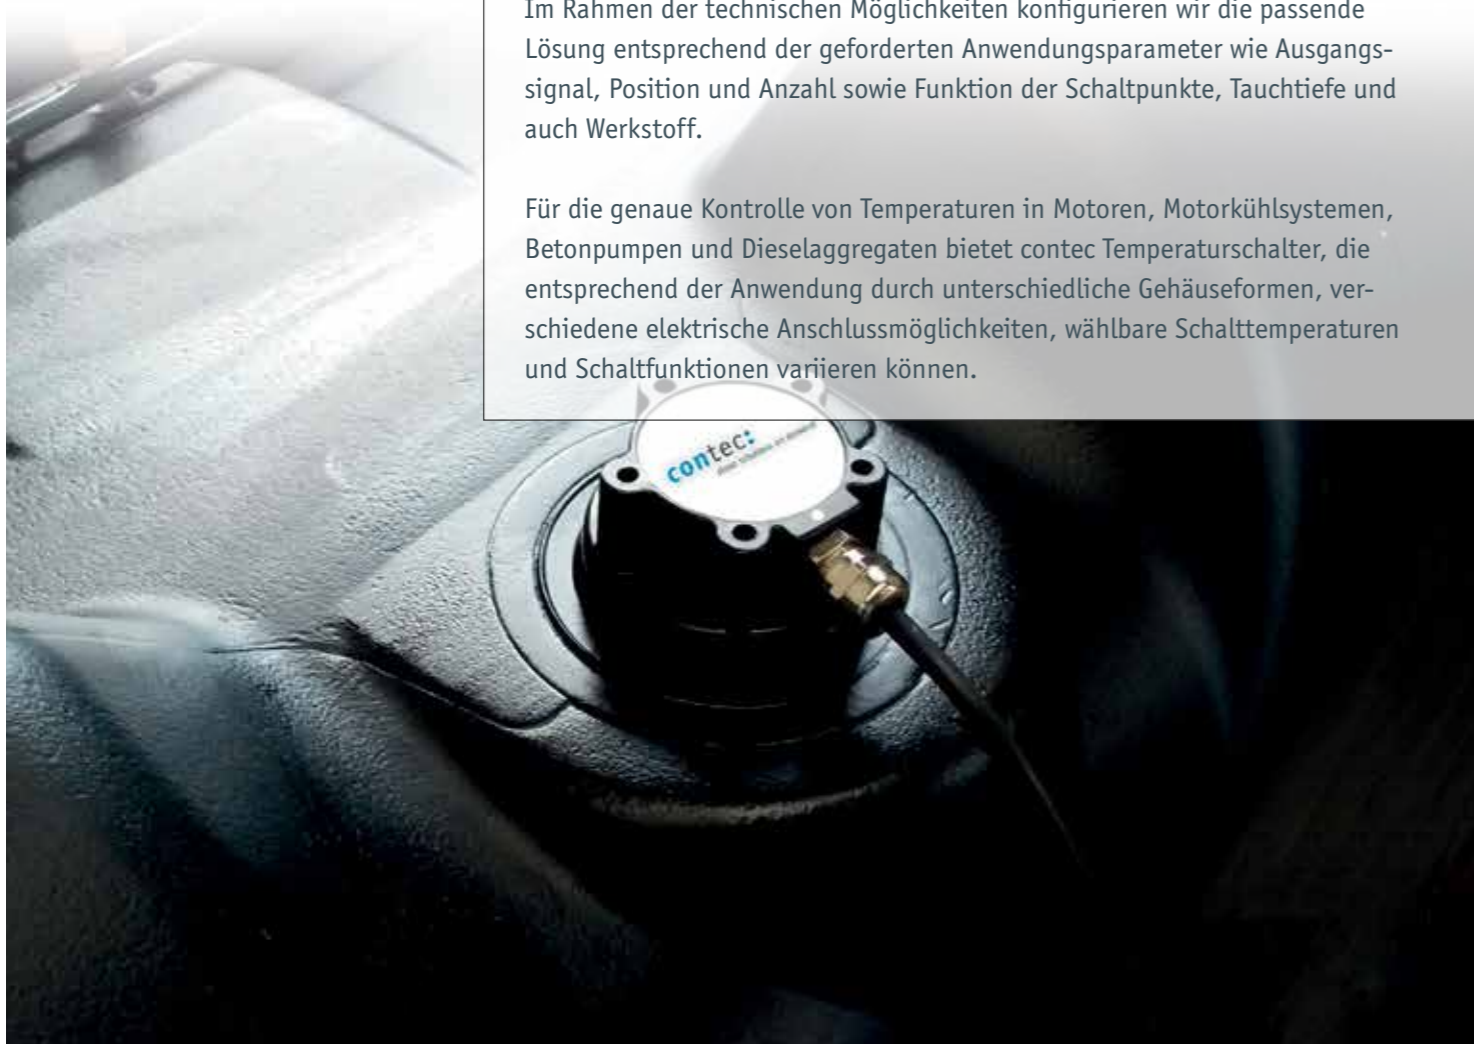 Im Rahmen der technischen Möglichkeiten konfigurieren wir die passende
Lösung entsprechend der geforderten Anwendungsparameter wie Ausgangs-
signal, Position und Anzahl sowie Funktion der Schaltpunkte, Tauchtiefe und
auch Werkstoff.
Für die genaue Kontrolle von Temperaturen in Motoren, Motorkühlsystemen,
Betonpumpen und Dieselaggregaten bietet contec Temperaturschalter, die
entsprechend der Anwendung durch unterschiedliche Gehäuseformen, ver-
schiedene elektrische Anschlussmöglichkeiten, wählbare Schalttemperaturen
und Schaltfunktionen variieren können.
contec: